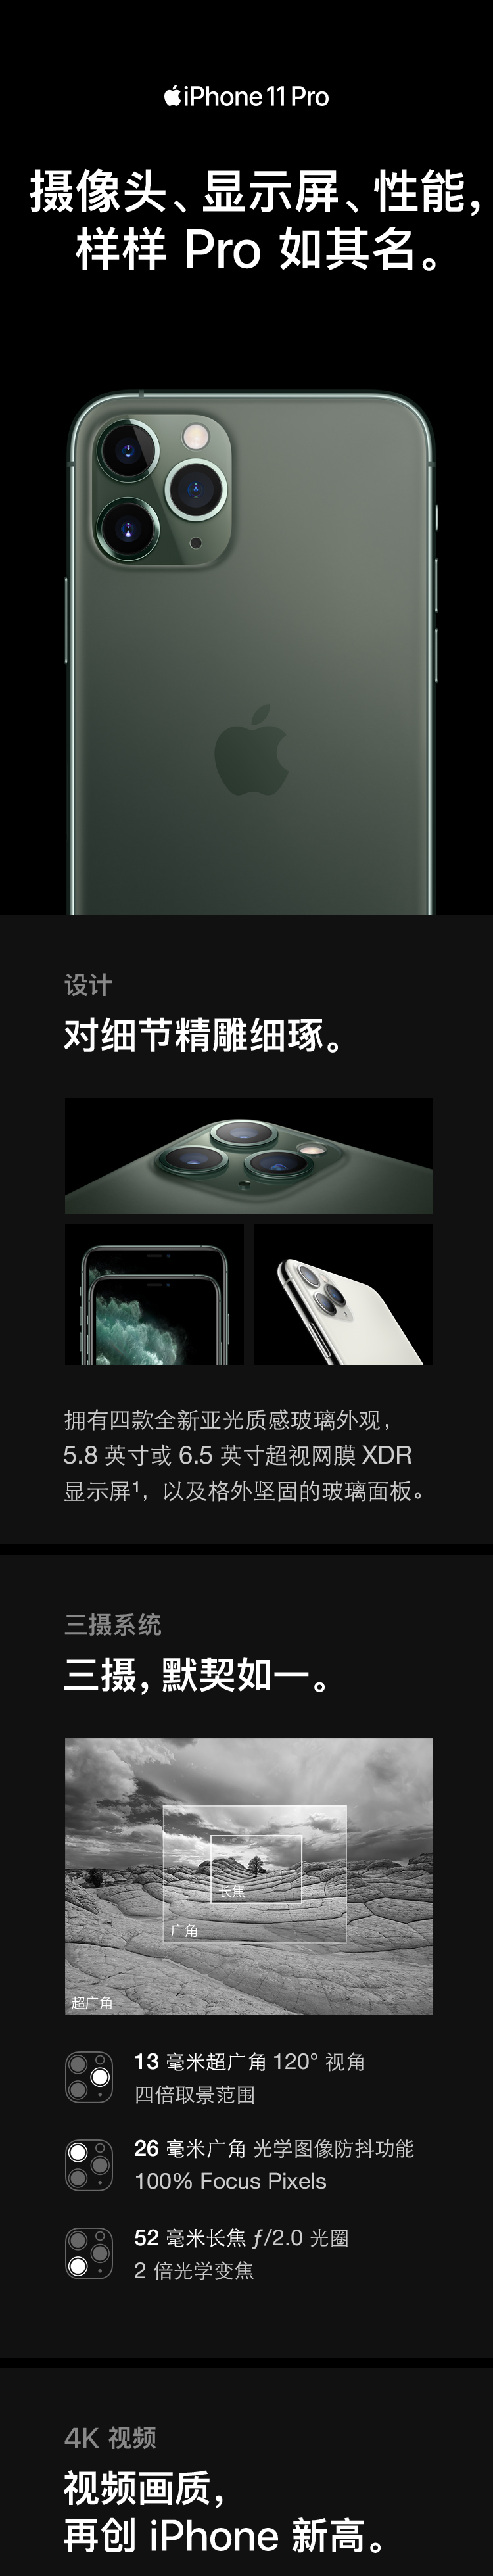 iPhone 11 Pro
摄像头、显示屏、性能,
样样 Pro 如其名。
设计
对细节精雕细琢。
拥有四款全新亚光质感玻璃外观,
5.8 英寸或 6.5 英寸超视网膜 XDR
显示屏¹, 以及格外坚固的玻璃面板。
三摄系统
三摄, 默契如一。
长焦
广角
超广角
13 毫米超广角 120° 视角
四倍取景范围
26 毫米广角 光学图像防抖功能
100% Focus Pixels
52 毫米长焦 ƒ/2.0 光圈
2 倍光学变焦
4K 视频
视频画质,
再创 iPhone 新高。